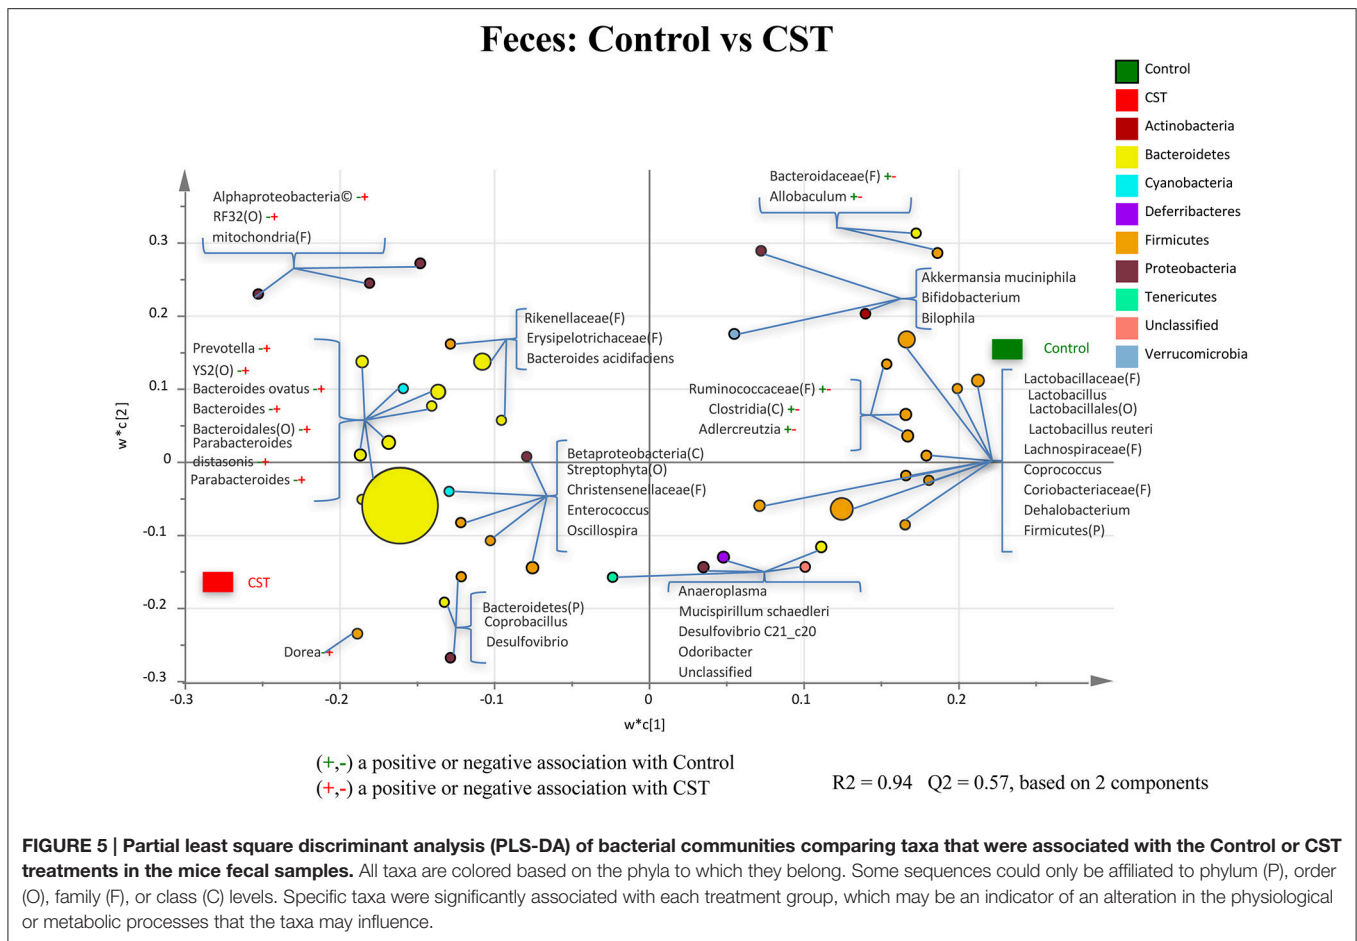 Feces: Control vs CST
Control
CST
Actinobacteria
Bacteroidetes
Cyanobacteria
Deferribacteres
Firmicutes
Proteobacteria
Tenericutes
Unclassified
Verrucomicrobia
Alphaproteobacteria© -+
RF32(O) -+
mitochondria(F)
Bacteroidaceae(F) +-
Allobaculum +-
Akkermansia muciniphila
Bifidobacterium
Bilophila
Rikenellaceae(F)
Erysipelotrichaceae(F)
Bacteroides acidifaciens
Prevotella -+
YS2(O) -+
Bacteroides ovatus -+
Bacteroides -+
Bacteroidales(O) -+
Parabacteroides
distasonis -+
Parabacteroides -+
Control
Ruminococcaceae(F) +-
Clostridia(C) +-
Adlercreutzia +-
Lactobacillaceae(F)
Lactobacillus
Lactobacillales(O)
Lactobacillus reuteri
Lachnospiraceae(F)
Coprococcus
Coriobacteriaceae(F)
Dehalobacterium
Firmicutes(P)
Betaproteobacteria(C)
Streptophyta(O)
Christensenellaceae(F)
Enterococcus
Oscillospira
CST
Bacteroidetes(P)
Coprobacillus
Desulfovibrio
Dorea-+
Anaeroplasma
Mucispirillum schaedleri
Desulfovibrio C21_c20
Odoribacter
Unclassified
w*c[2]
0.3
0.2
0.1
0
-0.1
-0.2
-0.3
-0.3
-0.2
-0.1
0
0.1
0.2
w*c[1]
(+,-) a positive or negative association with Control
(+,-) a positive or negative association with CST
R2 = 0.94 Q2 = 0.57, based on 2 components
FIGURE 5 | Partial least square discriminant analysis (PLS-DA) of bacterial communities comparing taxa that were associated with the Control or CST
treatments in the mice fecal samples. All taxa are colored based on the phyla to which they belong. Some sequences could only be affiliated to phylum (P), order
(O), family (F), or class (C) levels. Specific taxa were significantly associated with each treatment group, which may be an indicator of an alteration in the physiological
or metabolic processes that the taxa may influence.